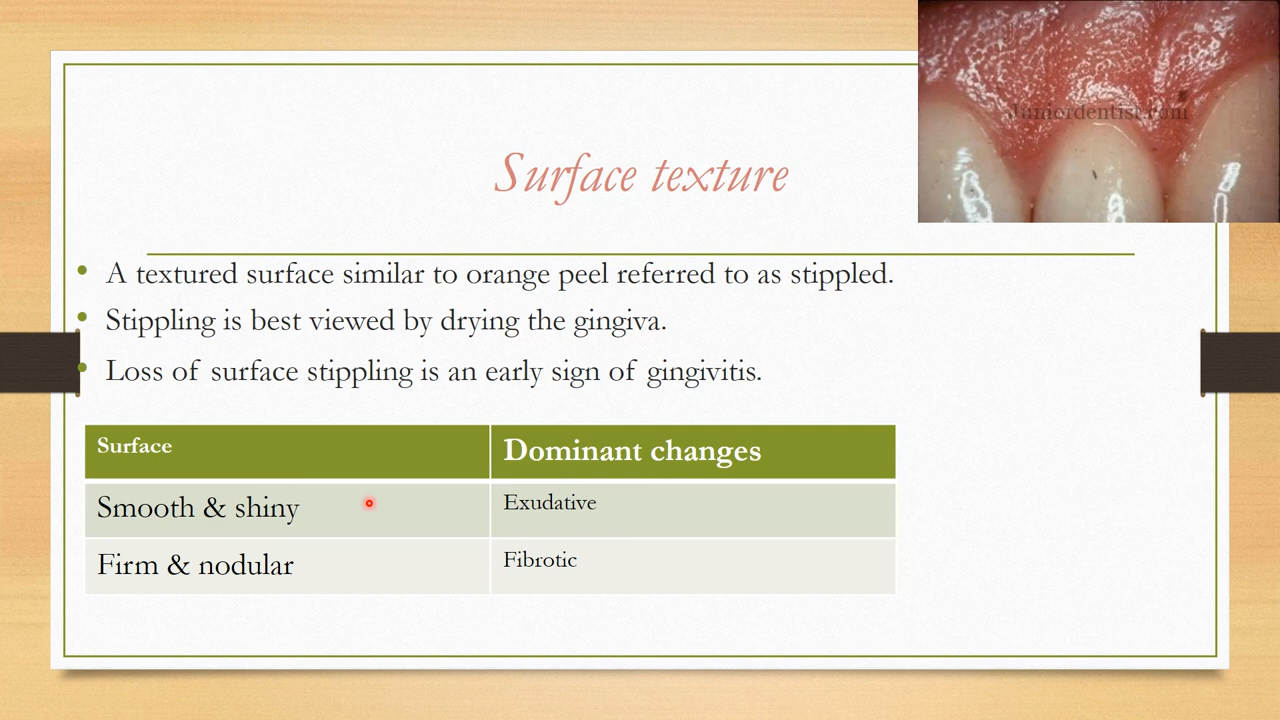 Juniordentist.com
Surface texture
• A textured surface similar to orange peel referred to as stippled.
• Stippling is best viewed by drying the gingiva.
• Loss of surface stippling is an early sign of gingivitis.
Surface Dominant changes
Smooth & shiny Exudative
Firm & nodular Fibrotic